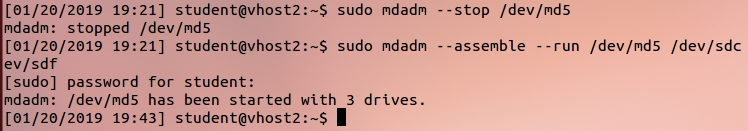 [01/20/2019 19:21] student@vhost2:~$ sudo mdadm --stop /dev/md5
mdadm: stopped /dev/md5
[01/20/2019 19:21] student@vhost2:~$ sudo mdadm --assemble --run /dev/md5 /dev/sdc
ev/sdf
[sudo] password for student:
mdadm: /dev/md5 has been started with 3 drives.
[01/20/2019 19:43] student@vhost2:~$